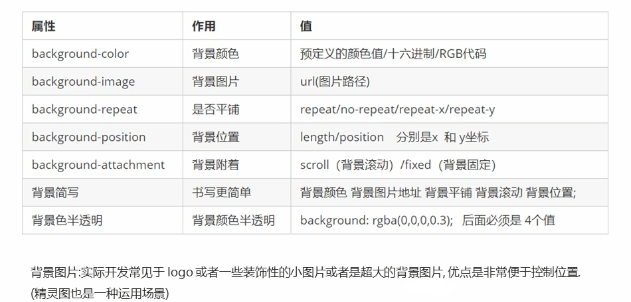 属性 作用 值
background-color 背景颜色 预定义的颜色值/十六进制/RGB代码
background-image 背景图片 url(图片路径)
background-repeat 是否平铺 repeat/no-repeat/repeat-x/repeat-y
background-position 背景位置 length/position 分别是x 和 y坐标
background-attachment 背景附着 scroll（背景滚动）/fixed（背景固定）
背景简写 书写更简单 背景颜色 背景图片地址 背景平铺 背景滚动 背景位置;
背景色半透明 背景颜色半透明 background: rgba(0,0,0,0.3); 后面必须是 4个值
背景图片:实际开发常见于 logo 或者一些装饰性的小图片或者是超大的背景图片, 优点是非常便于控制位置.
(精灵图也是一种运用场景)